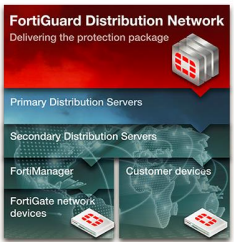 FortiGuard Distribution Network
Delivering the protection package
Primary Distribution Servers
Secondary Distribution Servers
FortiManager
Customer devices
FortiGate network
devices